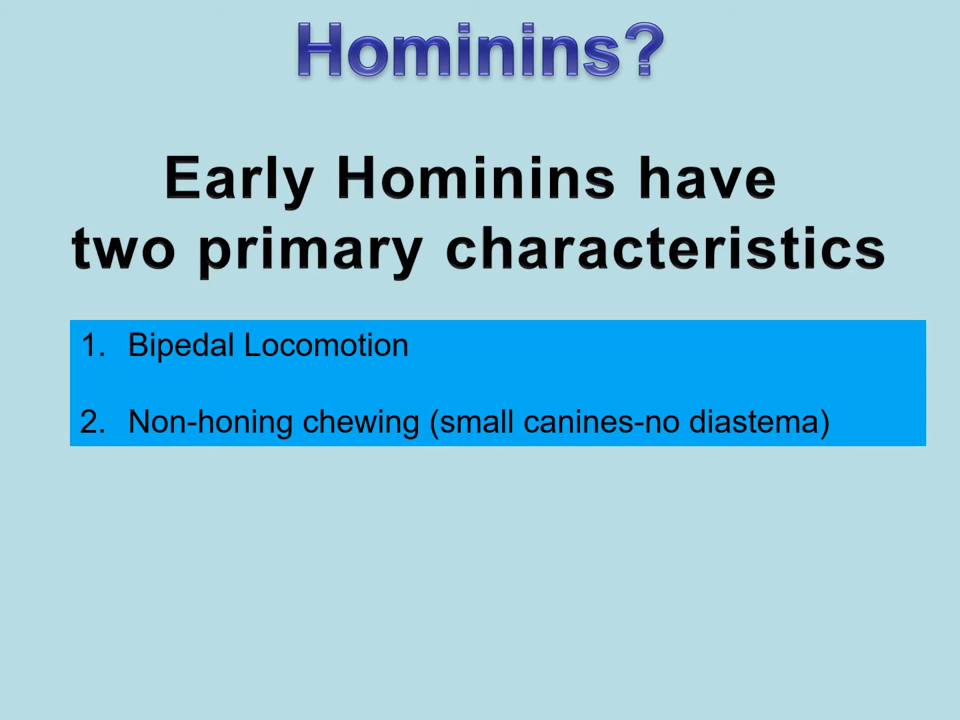 Hominins?
Early Hominins have
two primary characteristics
1. Bipedal Locomotion
2. Non-honing chewing (small canines-no diastema)